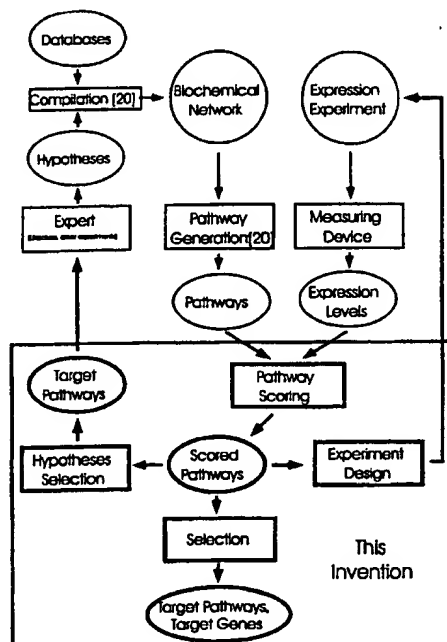 Databases
Compilation [20]
Hypotheses
Expert
Biochemical
Network
Pathway
Generation[20]
Pathways
Expression
Experiment
Measuring
Device
Expression
Levels
Pathway
Scoring
Target
Pathways
Hypotheses
Selection
Scored
Pathways
Experiment
Design
Selection
Target Pathways,
Target Genes
This
Invention